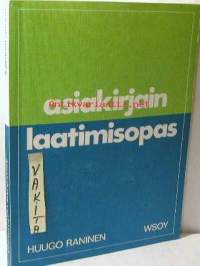 asiakirjain
laatimisopas
VAKITA
HUUGO RANINEN
WSOY